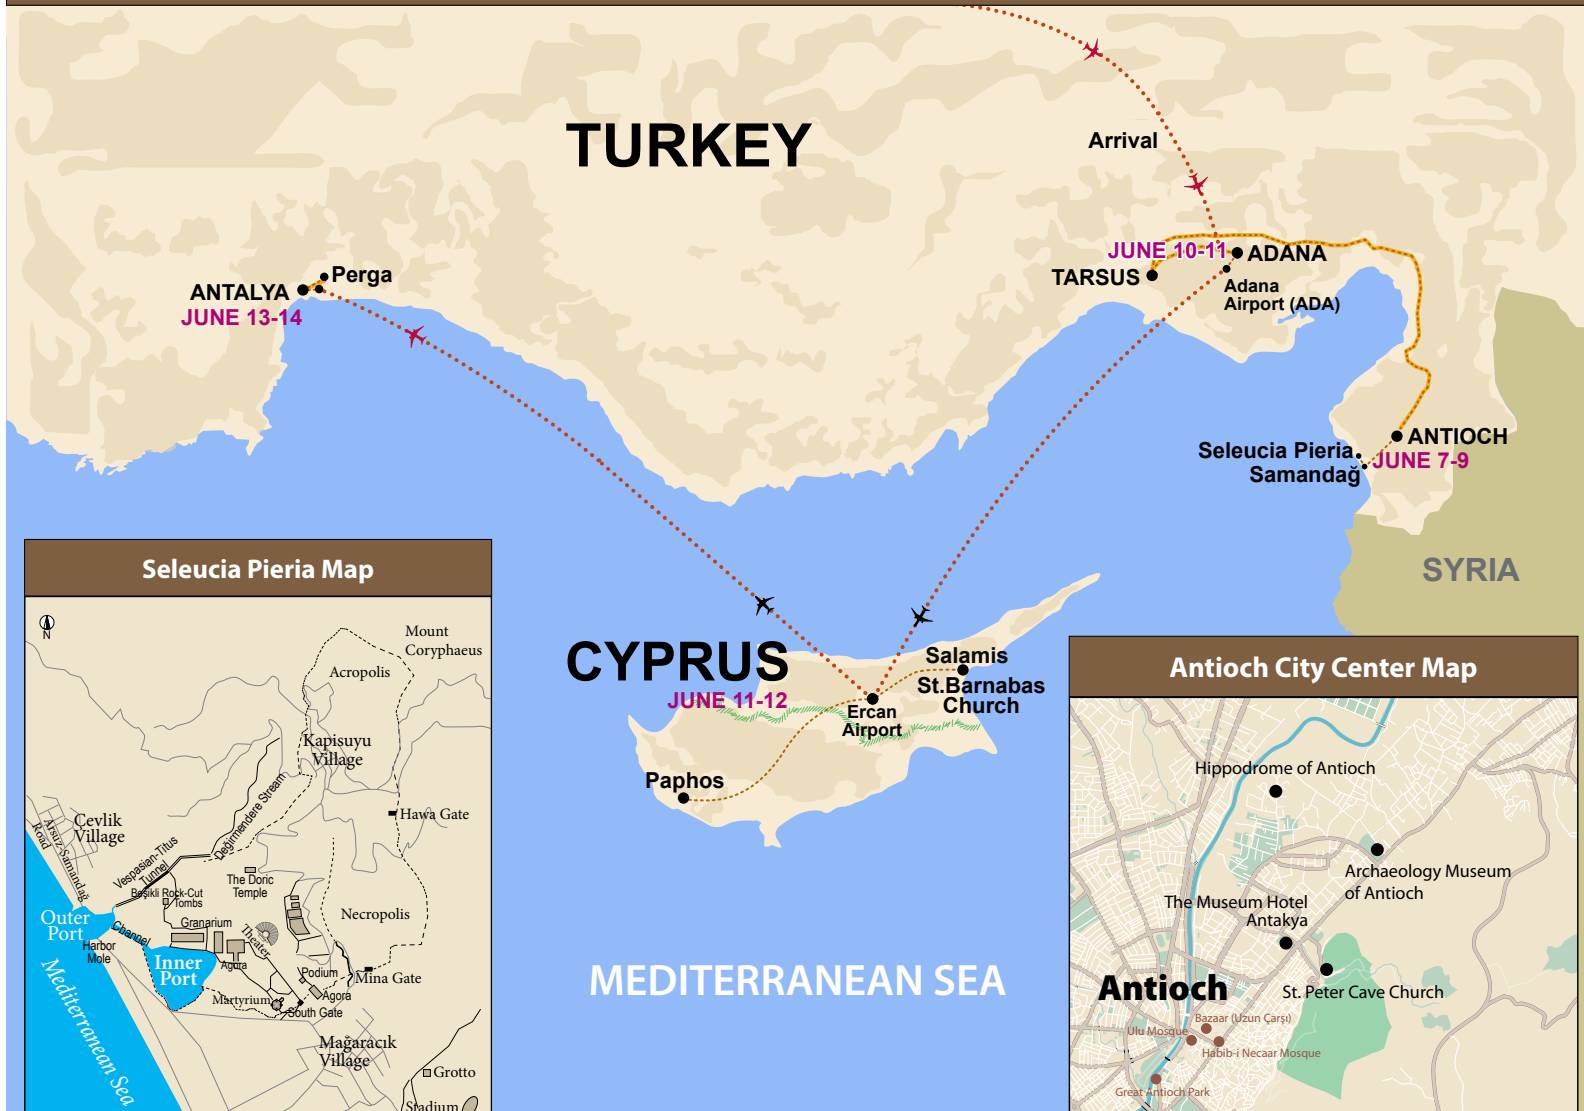 TURKEY
Arrival
JUNE 10-11
ADANA
TARSUS
Adana
Airport (ADA)
Perga
ANTALYA
JUNE 13-14
ANTIOCH
Seleucia Pieria
JUNE 7-9
Samandağ
SYRIA
CYPRUS
JUNE 11-12
Salamis
St.Barnabas
Church
Ercan
Airport
Paphos
MEDITERRANEAN SEA
Seleucia Pieria Map
N
Mount
Coryphaeus
Acropolis
Kapisuyu
Village
Değirmendere Stream
Hawa Gate
Çevlik
Village
Arsuz-Samandağ
Road
Vespasian-Titus
Tunnel
The Doric
Temple
Beşikli Rock-Cut
Tombs
Necropolis
Outer
Port
Granarium
Theater
Channel
Harbor
Mole
Inner
Port
Agora
Podium
Mina Gate
Agora
Martyrium
South Gate
Mediterranean Sea
Mağaracık
Village
Grotto
Stadium
Antioch City Center Map
Hippodrome of Antioch
Archaeology Museum
of Antioch
The Museum Hotel
Antakya
Antioch
St. Peter Cave Church
Bazaar (Uzun Çarşı)
Ulu Mosque
Habib-i Necaar Mosque
Great Antioch Park